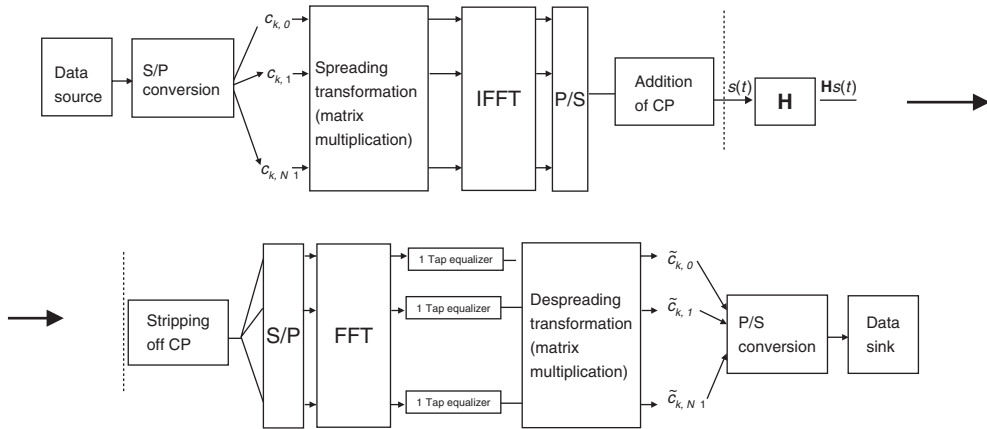 Data
source
S/P
conversion
c_{k, 0}
c_{k, 1}
c_{k, N 1}
Spreading
transformation
(matrix
multiplication)
IFFT
P/S
Addition
of CP
s(t)
H
Hs(t)
Stripping
off CP
S/P
FFT
1 Tap equalizer
1 Tap equalizer
1 Tap equalizer
Despreading
transformation
(matrix
multiplication)
c̃_{k, 0}
c̃_{k, 1}
c̃_{k, N 1}
P/S
conversion
Data
sink